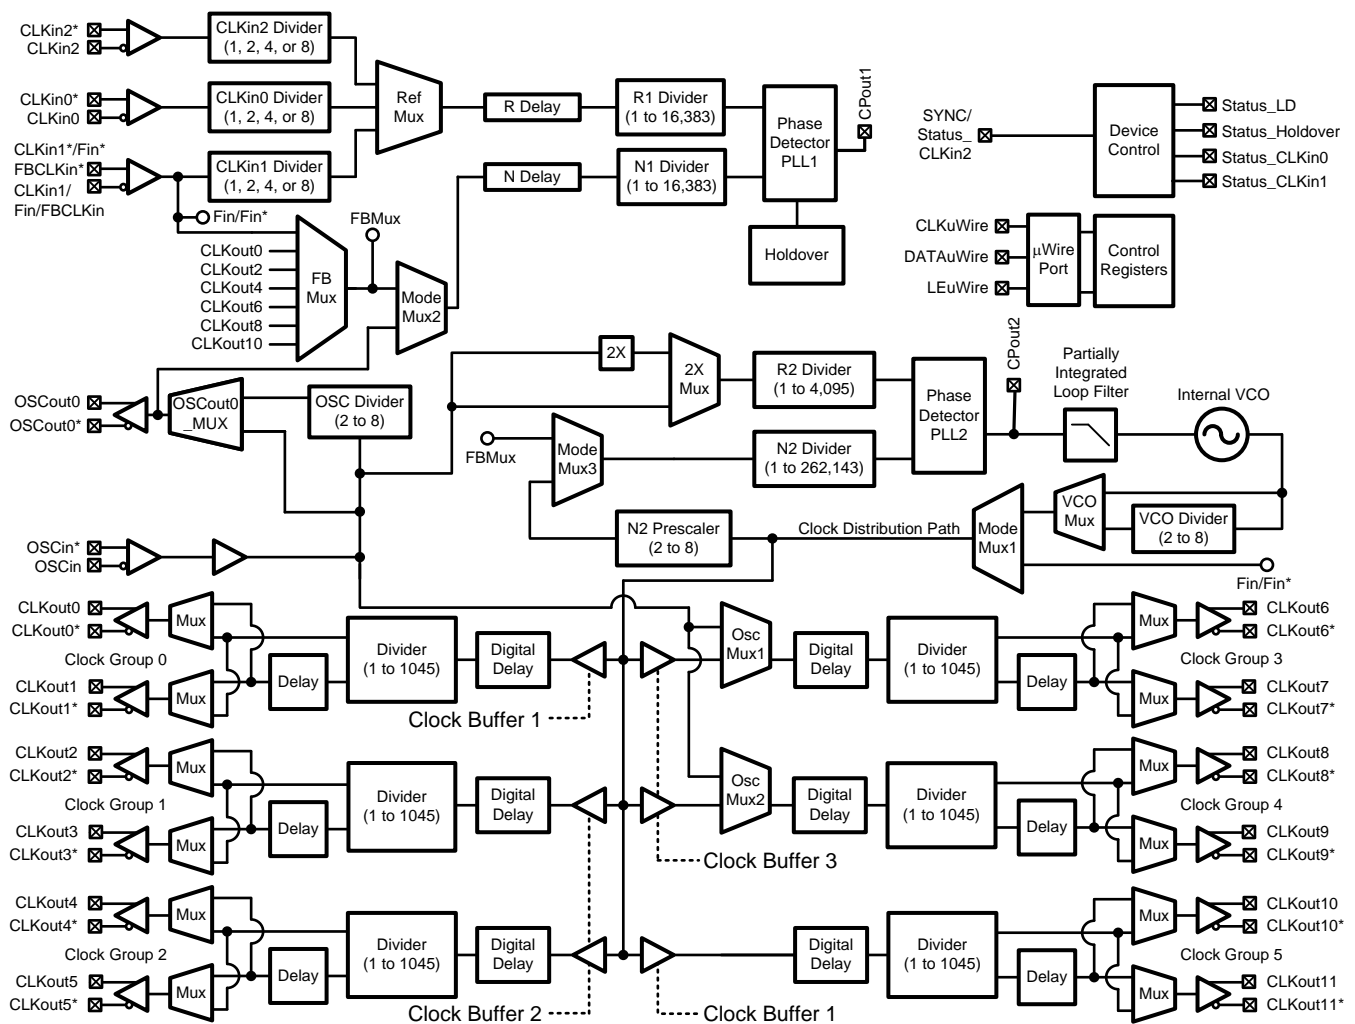 CLKin2*
CLKin2
CLKin2 Divider
(1, 2, 4, or 8)
CLKin0*
CLKin0
CLKin0 Divider
(1, 2, 4, or 8)
CLKin1*/Fin*
FBCLKin*
CLKin1/
Fin/FBCLKin
CLKin1 Divider
(1, 2, 4, or 8)
Fin/Fin*
Ref
Mux
R Delay
R1 Divider
(1 to 16,383)
N Delay
N1 Divider
(1 to 16,383)
Phase
Detector
PLL1
CPout1
Holdover
SYNC/
Status_
CLKin2
Device
Control
Status_LD
Status_Holdover
Status_CLKin0
Status_CLKin1
CLKuWire
DATAuWire
LEuWire
µWire
Port
Control
Registers
CLKout0
CLKout2
CLKout4
CLKout6
CLKout8
CLKout10
FB
Mux
FBMux
Mode
Mux2
OSCout0
OSCout0*
OSCout0
_MUX
OSC Divider
(2 to 8)
2X
2X
Mux
R2 Divider
(1 to 4,095)
FBMux
Mode
Mux3
N2 Divider
(1 to 262,143)
Phase
Detector
PLL2
CPout2
Partially
Integrated
Loop Filter
Internal VCO
VCO
Mux
VCO Divider
(2 to 8)
Mode
Mux1
Fin/Fin*
Clock Distribution Path
N2 Prescaler
(2 to 8)
OSCin*
OSCin
CLKout0
CLKout0*
Mux
Clock Group 0
CLKout1
CLKout1*
Mux
Delay
Divider
(1 to 1045)
Digital
Delay
Clock Buffer 1
Osc
Mux1
Digital
Delay
Divider
(1 to 1045)
Delay
Mux
CLKout6
CLKout6*
Clock Group 3
Mux
CLKout7
CLKout7*
CLKout2
CLKout2*
Mux
Clock Group 1
CLKout3
CLKout3*
Mux
Delay
Divider
(1 to 1045)
Digital
Delay
Osc
Mux2
Digital
Delay
Divider
(1 to 1045)
Delay
Mux
CLKout8
CLKout8*
Clock Group 4
Mux
CLKout9
CLKout9*
Clock Buffer 3
CLKout4
CLKout4*
Mux
Clock Group 2
CLKout5
CLKout5*
Mux
Delay
Divider
(1 to 1045)
Digital
Delay
Clock Buffer 2
Clock Buffer 1
Digital
Delay
Divider
(1 to 1045)
Delay
Mux
CLKout10
CLKout10*
Clock Group 5
Mux
CLKout11
CLKout11*